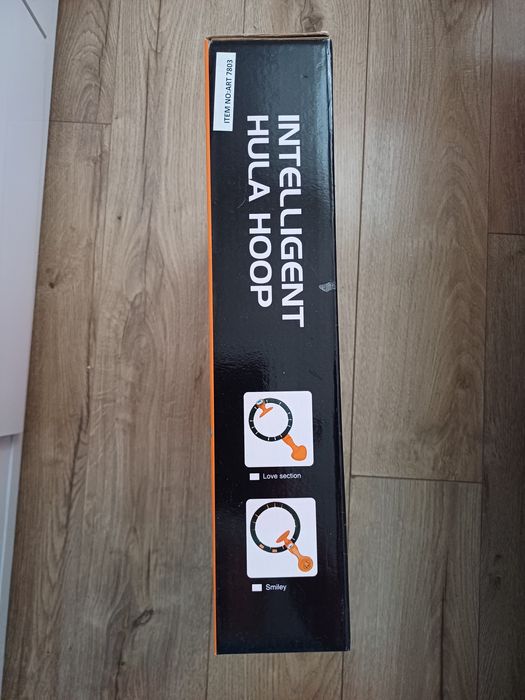 ITEM NO:ART 7803
INTELLIGENT
HULA HOOP
Love section
Smiley